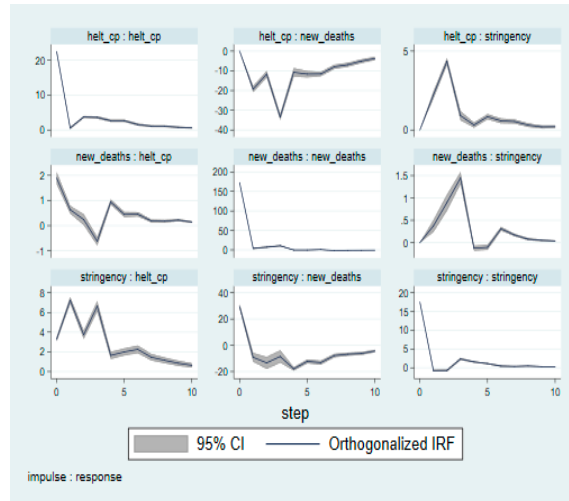 helt_cp : helt_cp
helt_cp : new_deaths
helt_cp : stringency
20
10
0
0
-10
-20
-30
-40
5
0
new_deaths : helt_cp
new_deaths : new_deaths
new_deaths : stringency
2
1
0
-1
200
150
100
50
0
1.5
1
.5
0
stringency : helt_cp
stringency : new_deaths
stringency : stringency
8
6
4
2
0
40
20
0
-20
20
15
10
5
0
0 5 10
0 5 10
0 5 10
step
95% CI
Orthogonalized IRF
impulse : response